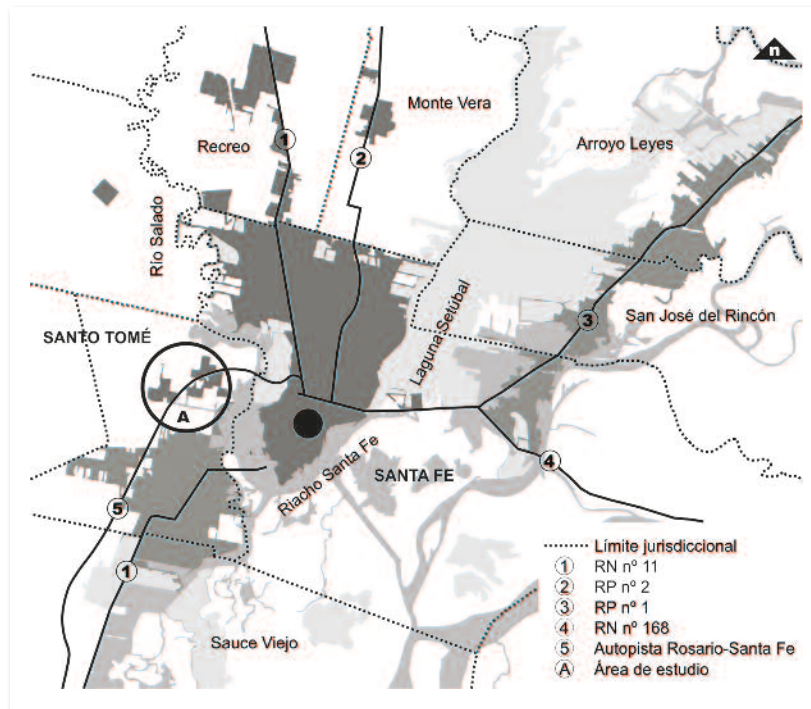 n
Monte Vera
Recreo
1
2
Arroyo Leyes
Río Salado
SANTO TOMÉ
Laguna Setúbal
3
San José del Rincón
A
Riacho Santa Fe
SANTA FE
4
5
1
Sauce Viejo
Límite jurisdiccional
1 RN nº 11
2 RP nº 2
3 RP nº 1
4 RN nº 168
5 Autopista Rosario-Santa Fe
A Área de estudio